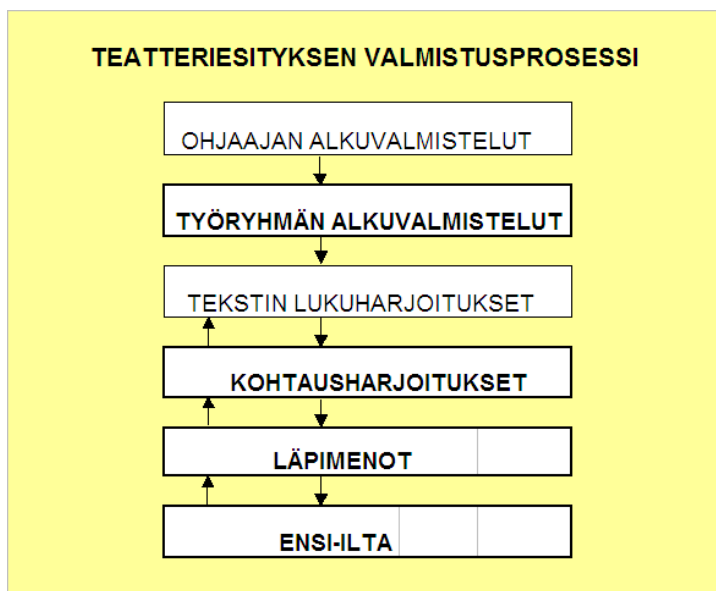 TEATTERIESITYKSEN VALMISTUSPROSESSI
OHJAAJAN ALKUVALMISTELUT
TYÖRYHMÄN ALKUVALMISTELUT
TEKSTIN LUKUHARJOITUKSET
KOHTAUSHARJOITUKSET
LÄPIMENOT
ENSI-ILTA